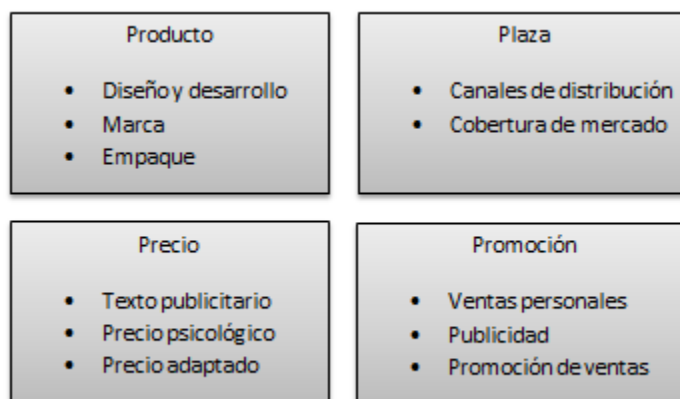 Producto
• Diseño y desarrollo
• Marca
• Empaque
Plaza
• Canales de distribución
• Cobertura de mercado
Precio
• Texto publicitario
• Precio psicológico
• Precio adaptado
Promoción
• Ventas personales
• Publicidad
• Promoción de ventas